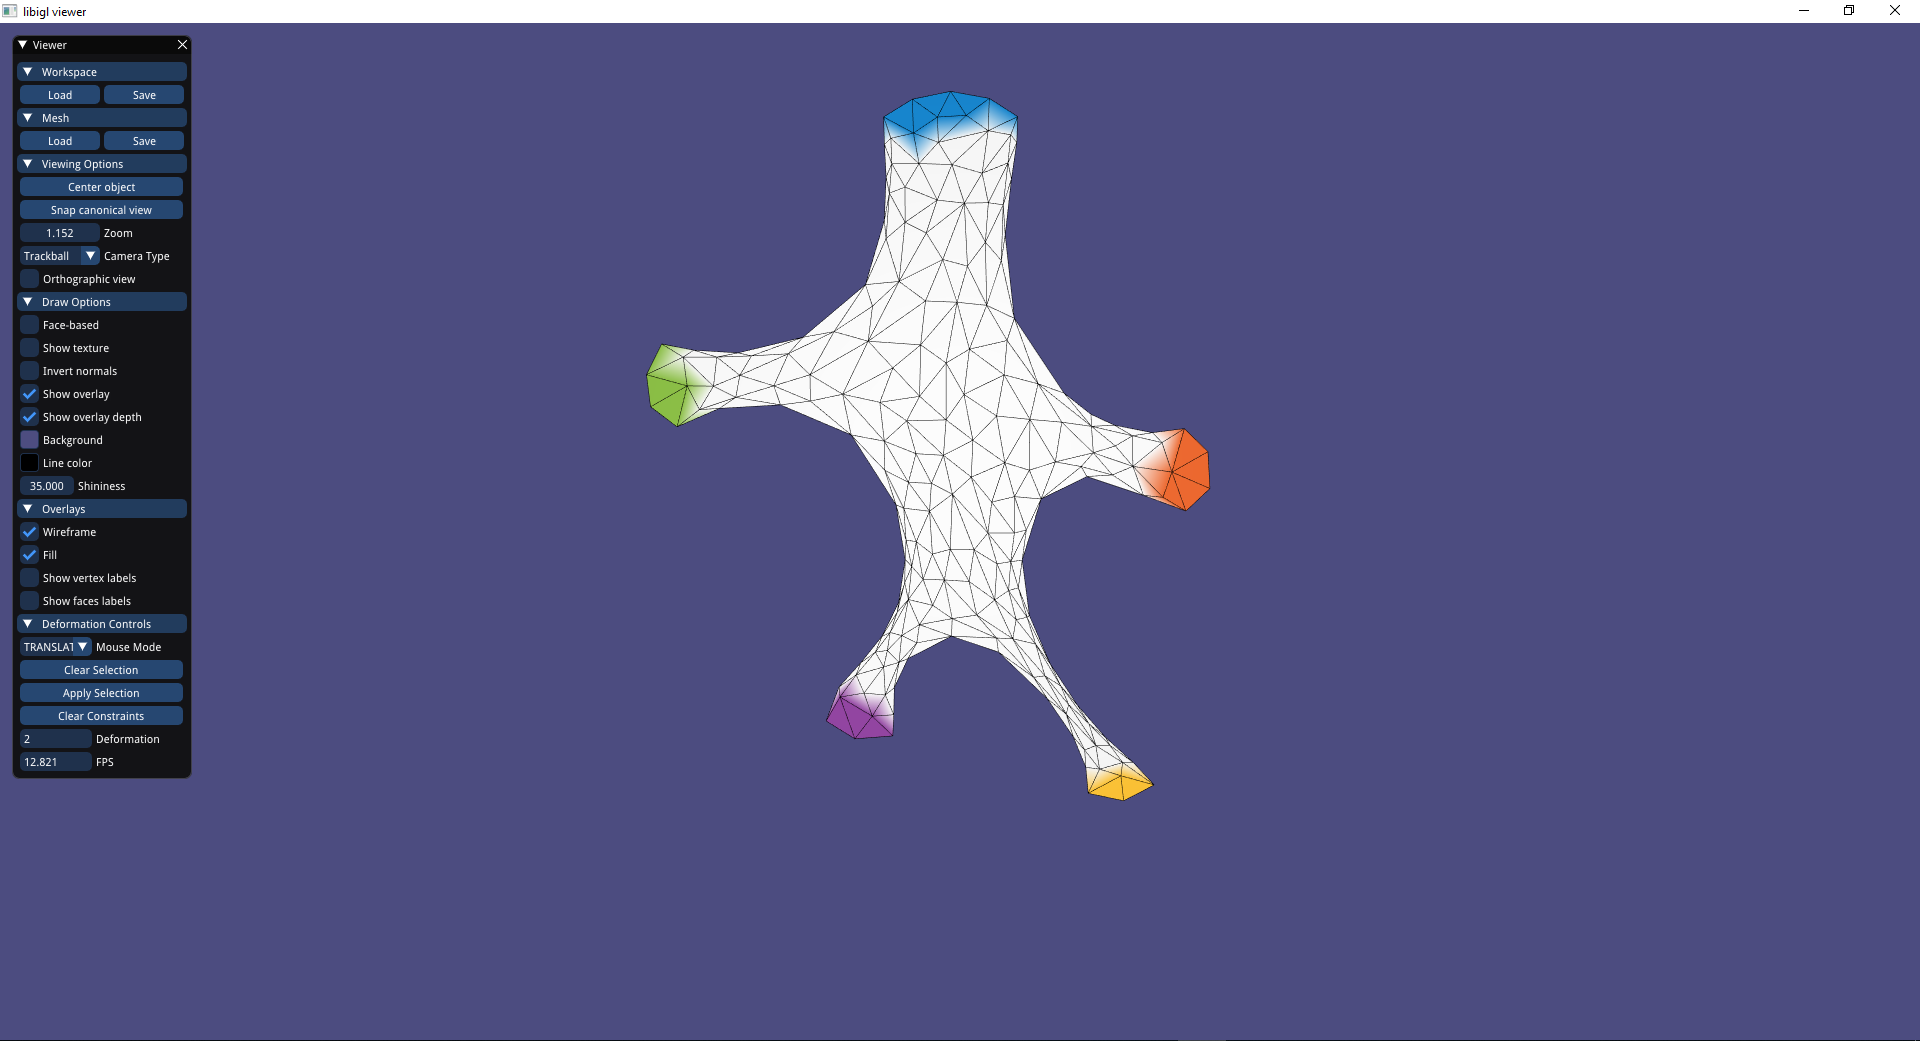 libigl viewer
Viewer
Workspace
Load Save
Mesh
Load Save
Viewing Options
Center object
Snap canonical view
1.152 Zoom
Trackball Camera Type
Orthographic view
Draw Options
Face-based
Show texture
Invert normals
Show overlay
Show overlay depth
Background
Line color
35.000 Shininess
Overlays
Wireframe
Fill
Show vertex labels
Show faces labels
Deformation Controls
TRANSLAT Mouse Mode
Clear Selection
Apply Selection
Clear Constraints
2 Deformation
12.821 FPS